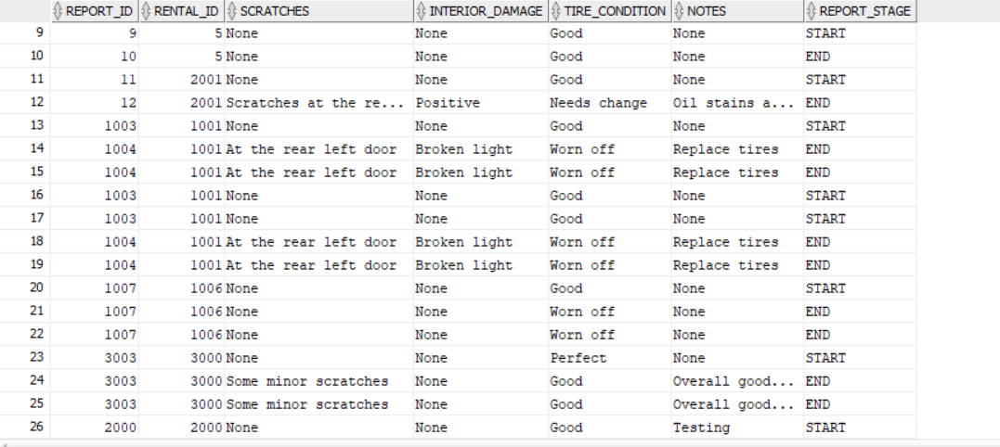 REPORT_ID RENTAL_ID SCRATCHES INTERIOR_DAMAGE TIRE_CONDITION NOTES REPORT_STAGE
9 9 5 None None Good None START
10 10 5 None None Good None END
11 11 2001 None None Good None START
12 12 2001 Scratches at the re... Positive Needs change Oil stains a... END
13 1003 1001 None None Good None START
14 1004 1001 At the rear left door Broken light Worn off Replace tires END
15 1004 1001 At the rear left door Broken light Worn off Replace tires END
16 1003 1001 None None Good None START
17 1003 1001 None None Good None START
18 1004 1001 At the rear left door Broken light Worn off Replace tires END
19 1004 1001 At the rear left door Broken light Worn off Replace tires END
20 1007 1006 None None Good None START
21 1007 1006 None None Worn off None END
22 1007 1006 None None Worn off None END
23 3003 3000 None None Perfect None START
24 3003 3000 Some minor scratches None Good Overall good... END
25 3003 3000 Some minor scratches None Good Overall good... END
26 2000 2000 None None Good Testing START